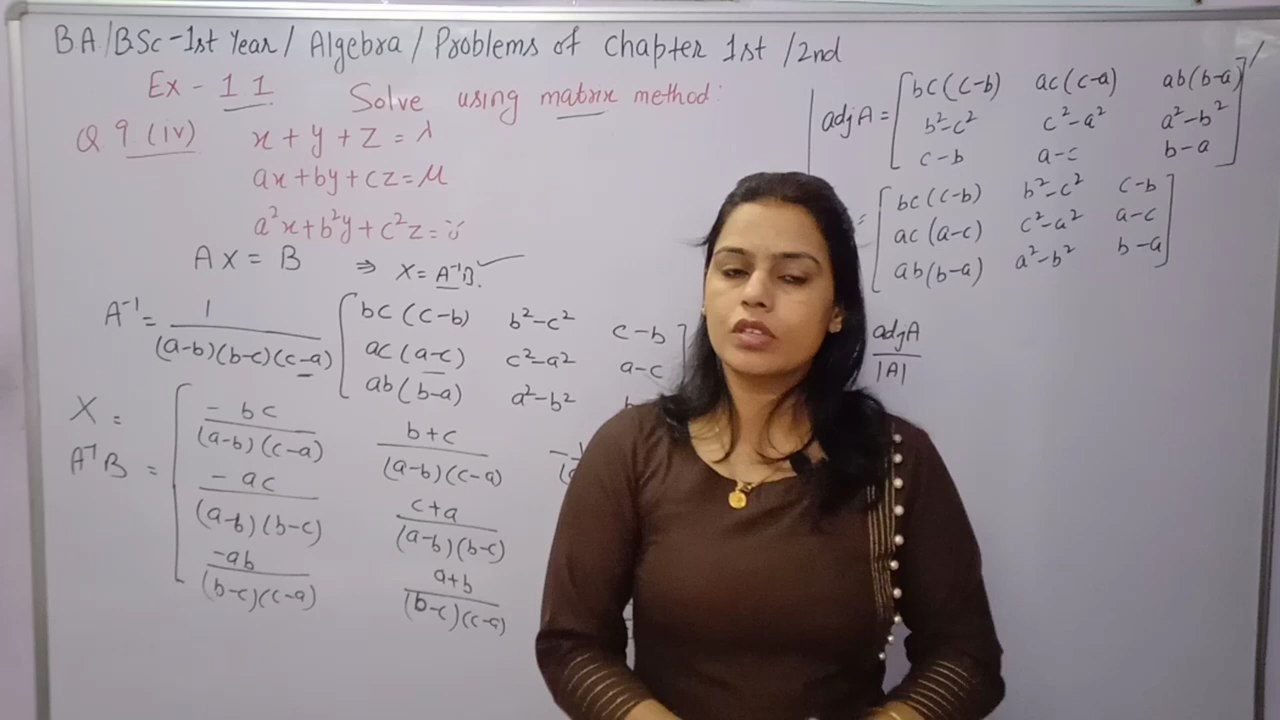 BA/BSc-1st Year/ Algebra/ Problems of Chapter 1st /2nd
Ex - 11 Solve using matrix method:
Q 9 (iv) x + y + z = λ
ax + by + cz = μ
a²x + b²y + c²z =
AX = B ⇒ X = A⁻¹B.
A⁻¹ = 1 / (a-b)(b-c)(c-a) [ bc(c-b) b²-c² c-b
ac(a-c) c²-a² a-c
ab(b-a) a²-b² ]
X =
A⁻¹B = [ -bc / (a-b)(c-a) b+c / (a-b)(c-a)
-ac / (a-b)(b-c) c+a / (a-b)(b-c)
-ab / (b-c)(c-a) a+b / (b-c)(c-a)
adj A = [ bc(c-b) ac(c-a) ab(b-a)
b²-c² c²-a² a²-b²
c-b a-c b-a ]′
= [ bc(c-b) b²-c² c-b
ac(a-c) c²-a² a-c
ab(b-a) a²-b² b-a ]
adj A / |A|